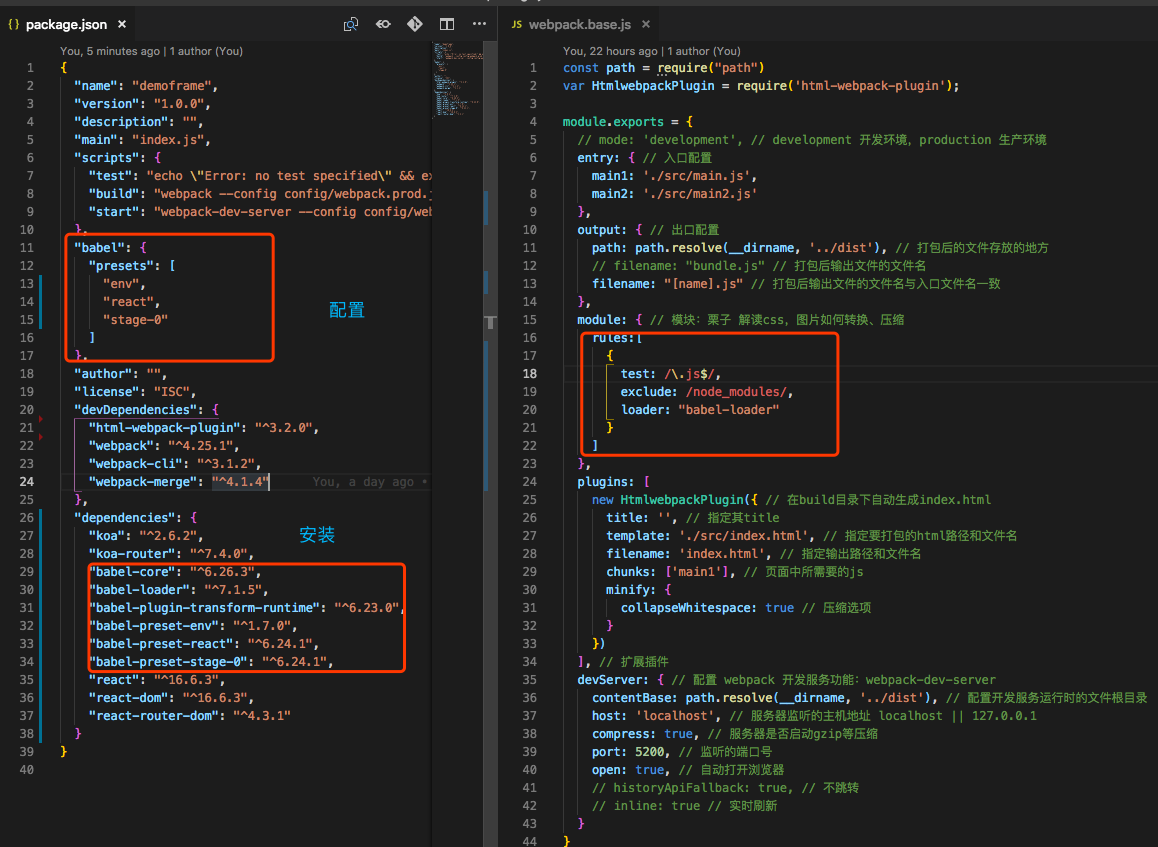 package.json
You, 5 minutes ago | 1 author (You)
1 {
2 "name": "demoframe",
3 "version": "1.0.0",
4 "description": "",
5 "main": "index.js",
6 "scripts": {
7 "test": "echo \"Error: no test specified\" && ex
8 "build": "webpack --config config/webpack.prod.j
9 "start": "webpack-dev-server --config config/web
10 },
11 "babel": {
12 "presets": [
13 "env",
14 "react",
15 "stage-0"
16 ]
17 },
18 "author": "",
19 "license": "ISC",
20 "devDependencies": {
21 "html-webpack-plugin": "^3.2.0",
22 "webpack": "^4.25.1",
23 "webpack-cli": "^3.1.2",
24 "webpack-merge": "^4.1.4" You, a day ago •
25 },
26 "dependencies": {
27 "koa": "^2.6.2",
28 "koa-router": "^7.4.0",
29 "babel-core": "^6.26.3",
30 "babel-loader": "^7.1.5",
31 "babel-plugin-transform-runtime": "^6.23.0",
32 "babel-preset-env": "^1.7.0",
33 "babel-preset-react": "^6.24.1",
34 "babel-preset-stage-0": "^6.24.1",
35 "react": "^16.6.3",
36 "react-dom": "^16.6.3",
37 "react-router-dom": "^4.3.1"
38 }
39 }
40
配置
安装
JS webpack.base.js
You, 22 hours ago | 1 author (You)
1 const path = require("path")
2 var HtmlwebpackPlugin = require('html-webpack-plugin');
3
4 module.exports = {
5 // mode: 'development', // development 开发环境，production 生产环境
6 entry: { // 入口配置
7 main1: './src/main.js',
8 main2: './src/main2.js'
9 },
10 output: { // 出口配置
11 path: path.resolve(__dirname, '../dist'), // 打包后的文件存放的地方
12 // filename: "bundle.js" // 打包后输出文件的文件名
13 filename: "[name].js" // 打包后输出文件的文件名与入口文件名一致
14 },
15 module: { // 模块：栗子 解读css，图片如何转换、压缩
16 rules:[
17 {
18 test: /\.js$/,
19 exclude: /node_modules/,
20 loader: "babel-loader"
21 }
22 ]
23 },
24 plugins: [
25 new HtmlwebpackPlugin({ // 在build目录下自动生成index.html
26 title: '', // 指定其title
27 template: './src/index.html', // 指定要打包的html路径和文件名
28 filename: 'index.html', // 指定输出路径和文件名
29 chunks: ['main1'], // 页面中所需要的js
30 minify: {
31 collapseWhitespace: true // 压缩选项
32 }
33 })
34 ], // 扩展插件
35 devServer: { // 配置 webpack 开发服务功能：webpack-dev-server
36 contentBase: path.resolve(__dirname, '../dist'), // 配置开发服务运行时的文件根目录
37 host: 'localhost', // 服务器监听的主机地址 localhost || 127.0.0.1
38 compress: true, // 服务器是否启动gzip等压缩
39 port: 5200, // 监听的端口号
40 open: true, // 自动打开浏览器
41 // historyApiFallback: true, // 不跳转
42 // inline: true // 实时刷新
43 }
44 }